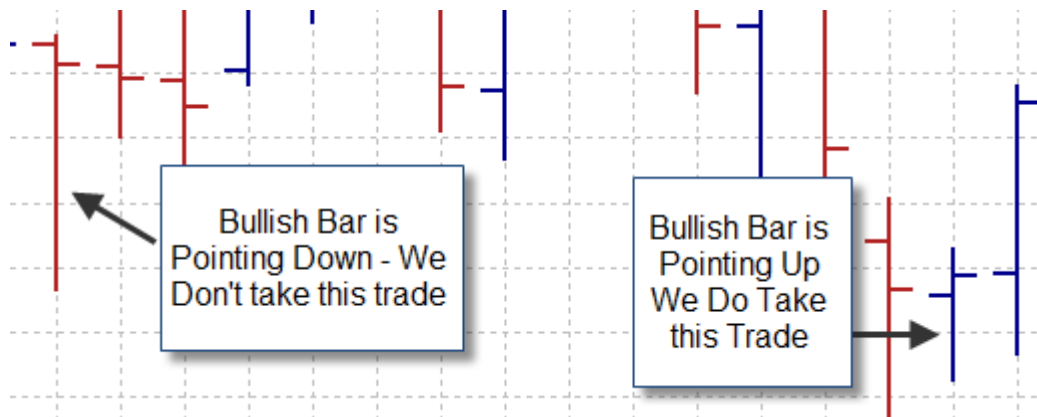 Bullish Bar is
Pointing Down - We
Don't take this trade
Bullish Bar is
Pointing Up
We Do Take
this Trade